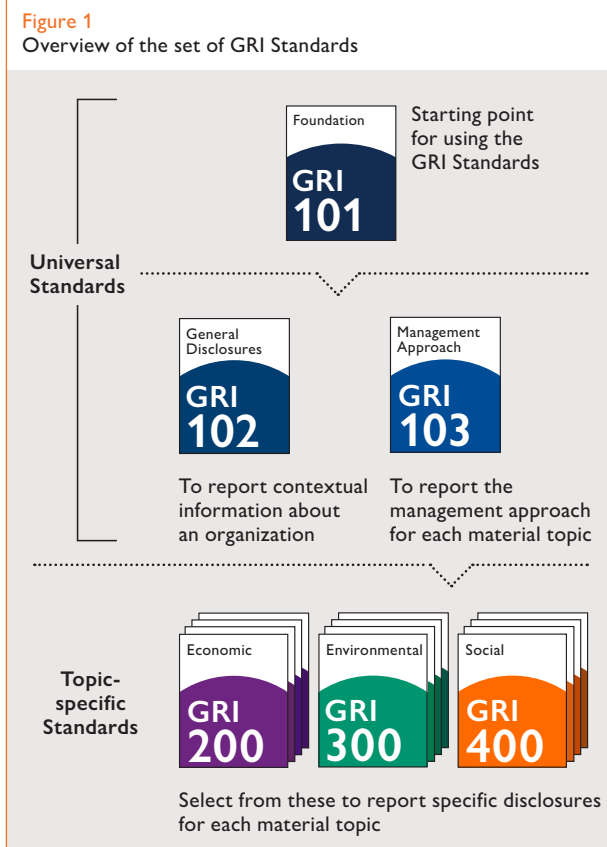 Figure 1
Overview of the set of GRI Standards
Foundation
GRI
101
Starting point
for using the
GRI Standards
Universal
Standards
General
Disclosures
GRI
102
Management
Approach
GRI
103
To report contextual
information about
an organization
To report the
management approach
for each material topic
Topic-
specific
Standards
Economic
GRI
200
Environmental
GRI
300
Social
GRI
400
Select from these to report specific disclosures
for each material topic